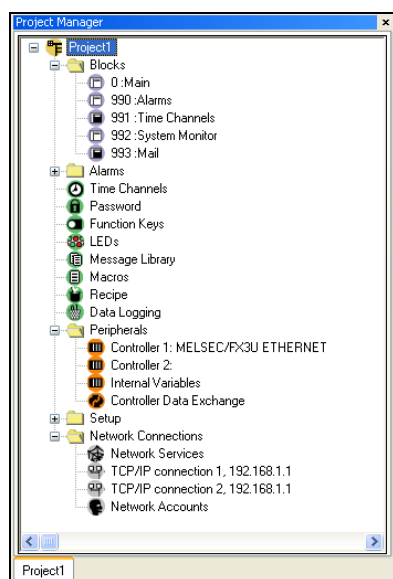 Project Manager
Project1
Blocks
0 :Main
990 :Alarms
991 :Time Channels
992 :System Monitor
993 :Mail
Alarms
Time Channels
Password
Function Keys
LEDs
Message Library
Macros
Recipe
Data Logging
Peripherals
Controller 1: MELSEC/FX3U ETHERNET
Controller 2:
Internal Variables
Controller Data Exchange
Setup
Network Connections
Network Services
TCP/IP connection 1, 192.168.1.1
TCP/IP connection 2, 192.168.1.1
Network Accounts
Project1